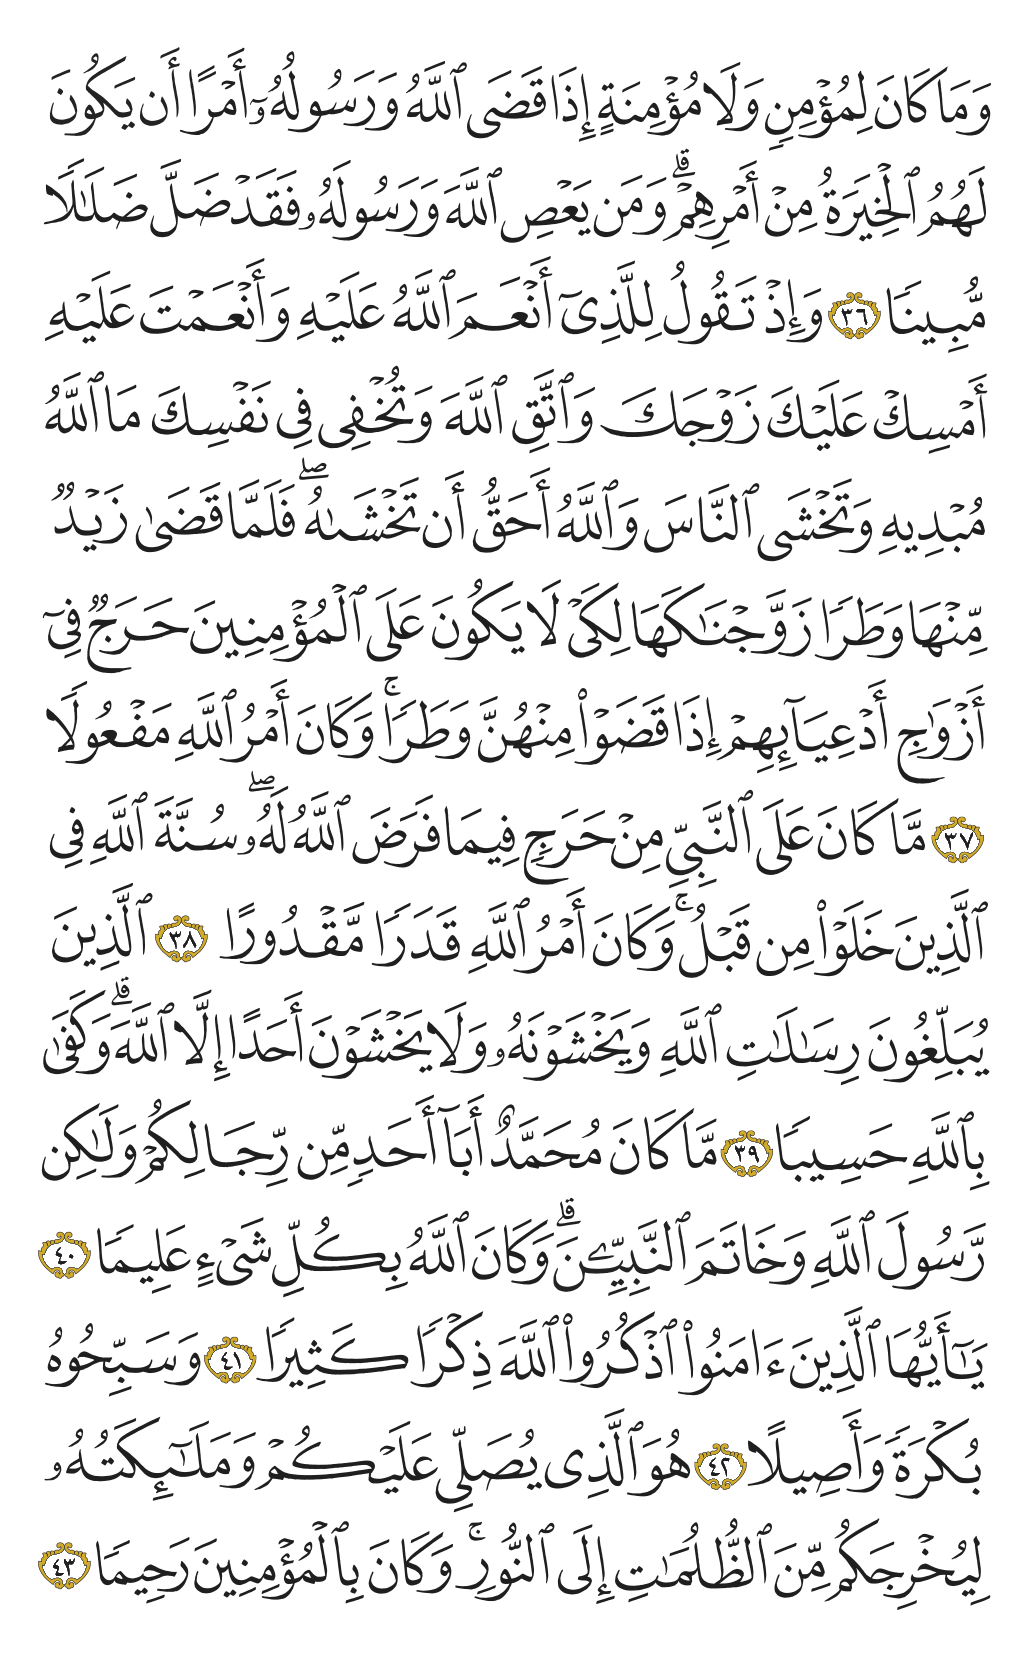 وَمَا كَانَ لِمُؤۡمِنٖ وَلَا مُؤۡمِنَةٍ إِذَا قَضَى ٱللَّهُ وَرَسُولُهُۥٓ أَمۡرًا أَن يَكُونَ
لَهُمُ ٱلۡخِيَرَةُ مِنۡ أَمۡرِهِمۡۗ وَمَن يَعۡصِ ٱللَّهَ وَرَسُولَهُۥ فَقَدۡ ضَلَّ ضَلَٰلٗا
مُّبِينٗا ٣٦ وَإِذۡ تَقُولُ لِلَّذِيٓ أَنۡعَمَ ٱللَّهُ عَلَيۡهِ وَأَنۡعَمۡتَ عَلَيۡهِ
أَمۡسِكۡ عَلَيۡكَ زَوۡجَكَ وَٱتَّقِ ٱللَّهَ وَتُخۡفِي فِي نَفۡسِكَ مَا ٱللَّهُ
مُبۡدِيهِ وَتَخۡشَى ٱلنَّاسَ وَٱللَّهُ أَحَقُّ أَن تَخۡشَىٰهُۖ فَلَمَّا قَضَىٰ زَيۡدٞ
مِّنۡهَا وَطَرٗا زَوَّجۡنَٰكَهَا لِكَيۡ لَا يَكُونَ عَلَى ٱلۡمُؤۡمِنِينَ حَرَجٞ فِيٓ
أَزۡوَٰجِ أَدۡعِيَآئِهِمۡ إِذَا قَضَوۡاْ مِنۡهُنَّ وَطَرٗاۚ وَكَانَ أَمۡرُ ٱللَّهِ مَفۡعُولٗا
٣٧ مَّا كَانَ عَلَى ٱلنَّبِيِّ مِنۡ حَرَجٖ فِيمَا فَرَضَ ٱللَّهُ لَهُۥۖ سُنَّةَ ٱللَّهِ فِي
ٱلَّذِينَ خَلَوۡاْ مِن قَبۡلُۚ وَكَانَ أَمۡرُ ٱللَّهِ قَدَرٗا مَّقۡدُورًا ٣٨ ٱلَّذِينَ
يُبَلِّغُونَ رِسَٰلَٰتِ ٱللَّهِ وَيَخۡشَوۡنَهُۥ وَلَا يَخۡشَوۡنَ أَحَدًا إِلَّا ٱللَّهَۗ وَكَفَىٰ
بِٱللَّهِ حَسِيبٗا ٣٩ مَّا كَانَ مُحَمَّدٌ أَبَآ أَحَدٖ مِّن رِّجَالِكُمۡ وَلَٰكِن
رَّسُولَ ٱللَّهِ وَخَاتَمَ ٱلنَّبِيِّـۧنَۗ وَكَانَ ٱللَّهُ بِكُلِّ شَيۡءٍ عَلِيمٗا ٤٠
يَٰٓأَيُّهَا ٱلَّذِينَ ءَامَنُواْ ٱذۡكُرُواْ ٱللَّهَ ذِكۡرٗا كَثِيرٗا ٤١ وَسَبِّحُوهُ
بُكۡرَةٗ وَأَصِيلًا ٤٢ هُوَ ٱلَّذِي يُصَلِّي عَلَيۡكُمۡ وَمَلَٰٓئِكَتُهُۥ
لِيُخۡرِجَكُم مِّنَ ٱلظُّلُمَٰتِ إِلَى ٱلنُّورِۚ وَكَانَ بِٱلۡمُؤۡمِنِينَ رَحِيمٗا ٤٣